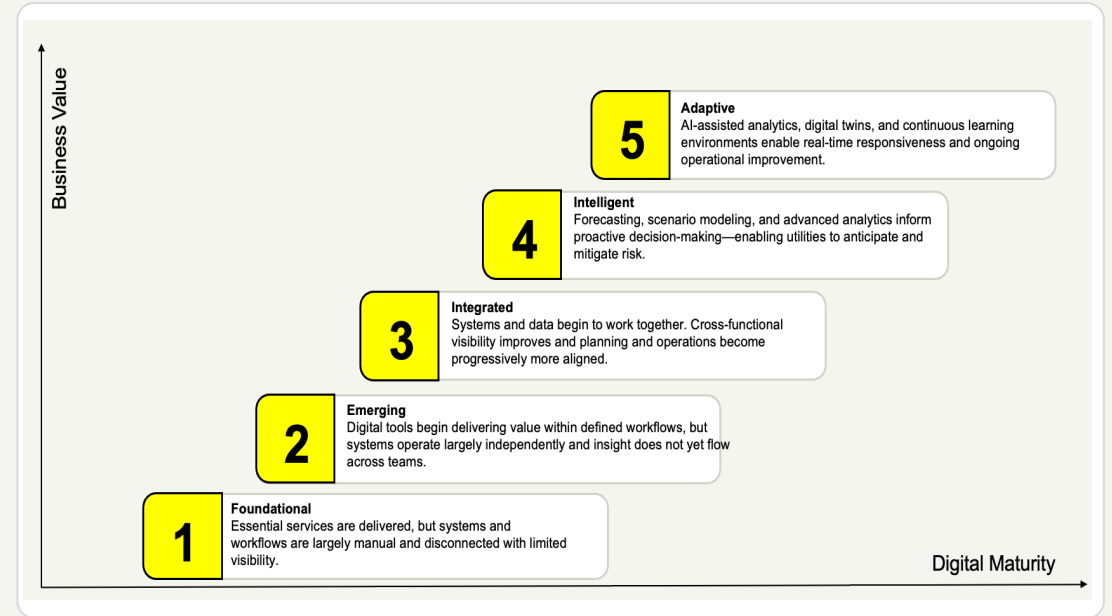 Business Value
5
Adaptive
AI-assisted analytics, digital twins, and continuous learning
environments enable real-time responsiveness and ongoing
operational improvement.
4
Intelligent
Forecasting, scenario modeling, and advanced analytics inform
proactive decision-making—enabling utilities to anticipate and
mitigate risk.
3
Integrated
Systems and data begin to work together. Cross-functional
visibility improves and planning and operations become
progressively more aligned.
2
Emerging
Digital tools begin delivering value within defined workflows, but
systems operate largely independently and insight does not yet flow
across teams.
1
Foundational
Essential services are delivered, but systems and
workflows are largely manual and disconnected with limited
visibility.
Digital Maturity